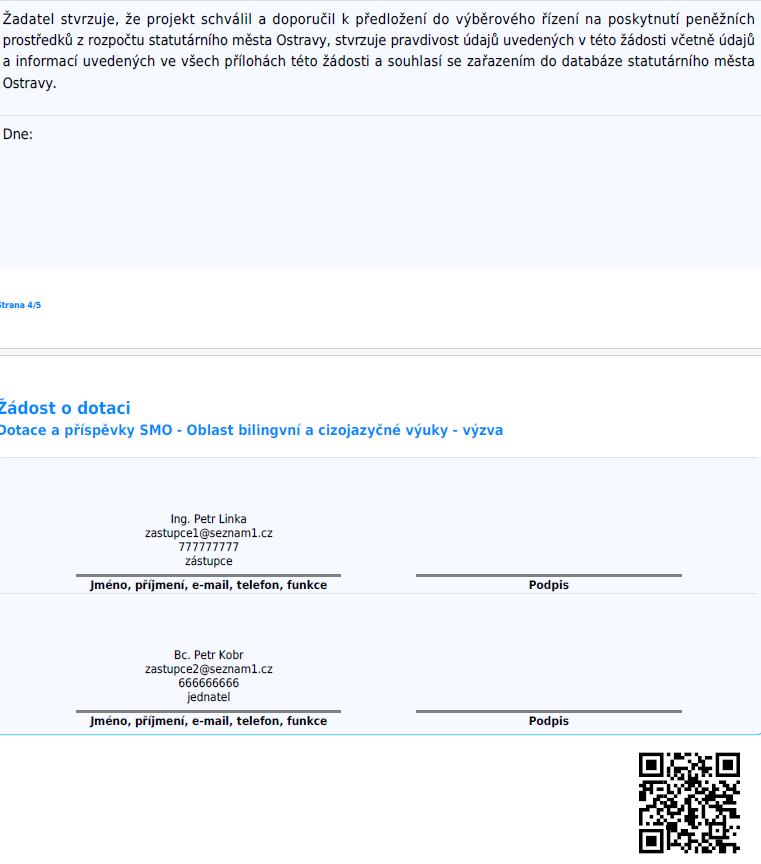 Žadatel stvrzuje, že projekt schválil a doporučil k předložení do výběrového řízení na poskytnutí peněžních
prostředků z rozpočtu statutárního města Ostravy, stvrzuje pravdivost údajů uvedených v této žádosti včetně údajů
a informací uvedených ve všech přílohách této žádosti a souhlasí se zařazením do databáze statutárního města
Ostravy.
Dne:
Strana 4/5
Žádost o dotaci
Dotace a příspěvky SMO - Oblast bilingvní a cizojazyčné výuky - výzva
Ing. Petr Linka
zastupce1@seznam1.cz
777777777
zástupce
Jméno, příjmení, e-mail, telefon, funkce
Podpis
Bc. Petr Kobr
zastupce2@seznam1.cz
666666666
jednatel
Jméno, příjmení, e-mail, telefon, funkce
Podpis